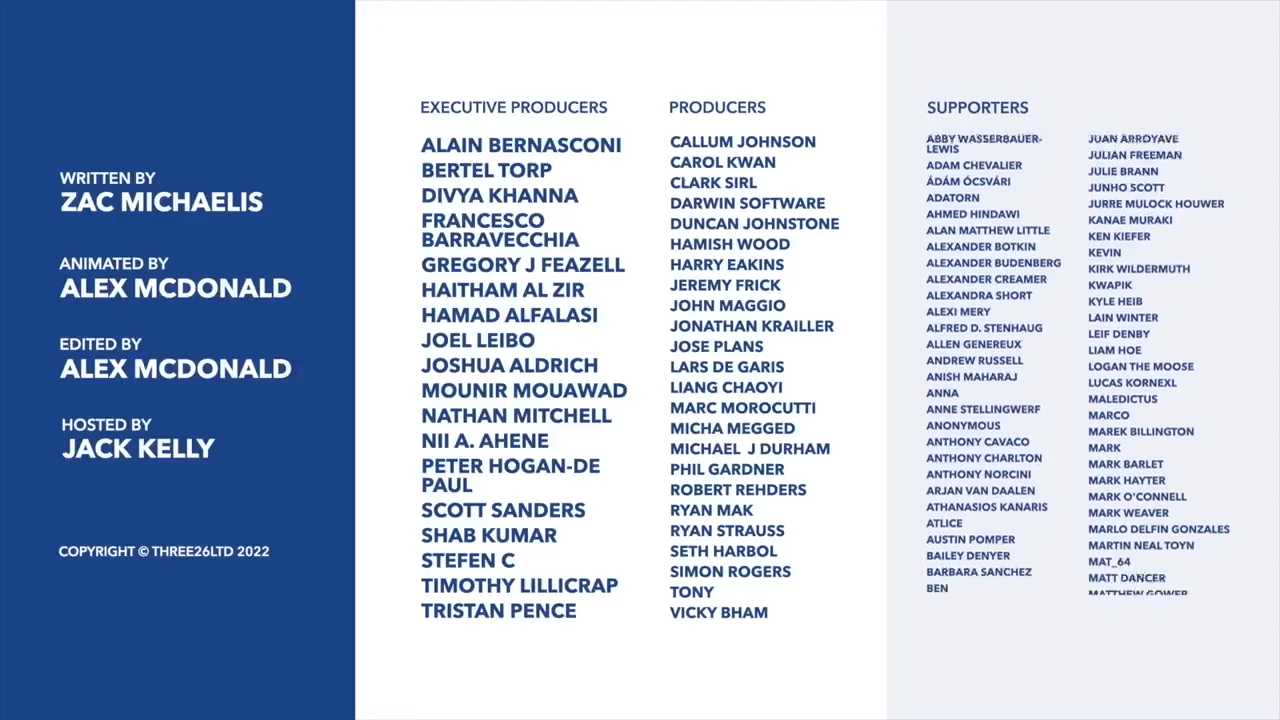 WRITTEN BY
ZAC MICHAELIS
ANIMATED BY
ALEX MCDONALD
EDITED BY
ALEX MCDONALD
HOSTED BY
JACK KELLY
COPYRIGHT © THREE26LTD 2022
EXECUTIVE PRODUCERS
ALAIN BERNASCONI
BERTEL TORP
DIVYA KHANNA
FRANCESCO
BARRAVECCHIA
GREGORY J FEAZELL
HAITHAM AL ZIR
HAMAD ALFALASI
JOEL LEIBO
JOSHUA ALDRICH
MOUNIR MOUAWAD
NATHAN MITCHELL
NII A. AHENE
PETER HOGAN-DE
PAUL
SCOTT SANDERS
SHAB KUMAR
STEFEN C
TIMOTHY LILLICRAP
TRISTAN PENCE
PRODUCERS
CALLUM JOHNSON
CAROL KWAN
CLARK SIRL
DARWIN SOFTWARE
DUNCAN JOHNSTONE
HAMISH WOOD
HARRY EAKINS
JEREMY FRICK
JOHN MAGGIO
JONATHAN KRAILLER
JOSE PLANS
LARS DE GARIS
LIANG CHAOYI
MARC MOROCUTTI
MICHA MEGGED
MICHAEL J DURHAM
PHIL GARDNER
ROBERT REHDERS
RYAN MAK
RYAN STRAUSS
SETH HARBOL
SIMON ROGERS
TONY
VICKY BHAM
SUPPORTERS
ABBY WASSERBAUER-
LEWIS
ADAM CHEVALIER
ÁDÁM ÓCSVÁRI
ADATORN
AHMED HINDAWI
ALAN MATTHEW LITTLE
ALEXANDER BOTKIN
ALEXANDER BUDENBERG
ALEXANDER CREAMER
ALEXANDRA SHORT
ALEXI MERY
ALFRED D. STENHAUG
ALLEN GENEREUX
ANDREW RUSSELL
ANISH MAHARAJ
ANNA
ANNE STELLINGWERF
ANONYMOUS
ANTHONY CAVACO
ANTHONY CHARLTON
ANTHONY NORCINI
ARJAN VAN DAALEN
ATHANASIOS KANARIS
ATLICE
AUSTIN POMPER
BAILEY DENYER
BARBARA SANCHEZ
BEN
JUAN ARROYAVE
JULIAN FREEMAN
JULIE BRANN
JUNHO SCOTT
JURRE MULOCK HOUWER
KANAE MURAKI
KEN KIEFER
KEVIN
KIRK WILDERMUTH
KWAPIK
KYLE HEIB
LAIN WINTER
LEIF DENBY
LIAM HOE
LOGAN THE MOOSE
LUCAS KORNEXL
MALEDICTUS
MARCO
MAREK BILLINGTON
MARK
MARK BARLET
MARK HAYTER
MARK O'CONNELL
MARK WEAVER
MARLO DELFIN GONZALES
MARTIN NEAL TOYN
MAT_64
MATT DANCER
MATTHEW GOWER